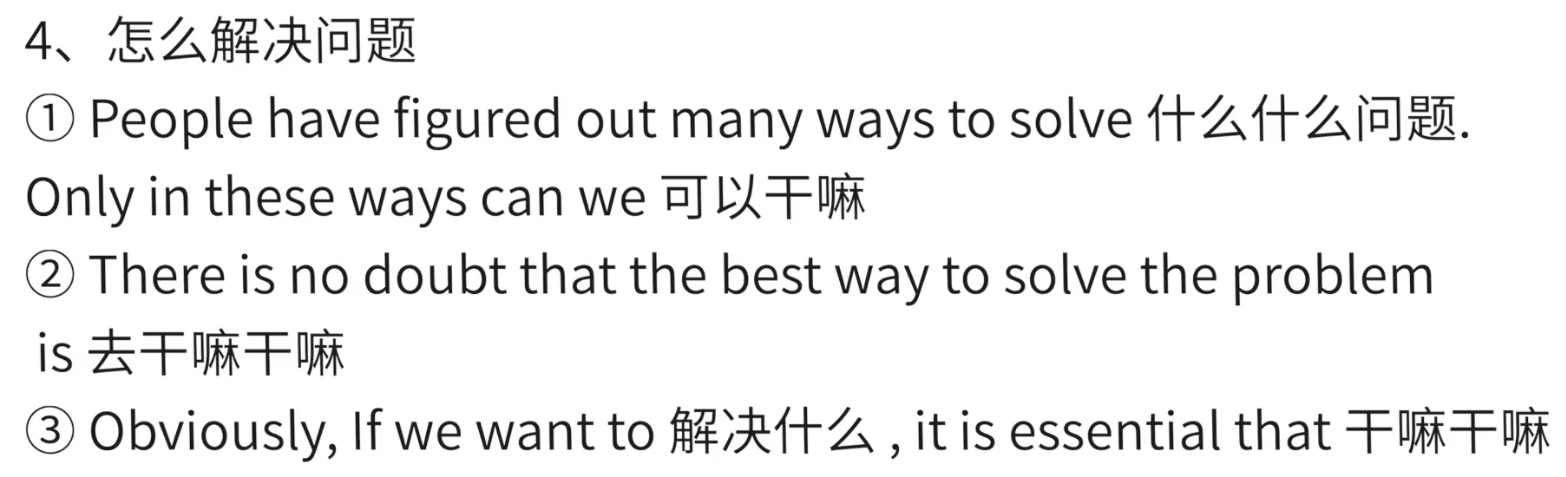 4、怎么解决问题
① People have figured out many ways to solve 什么什么问题.
Only in these ways can we 可以干嘛
② There is no doubt that the best way to solve the problem
is 去干嘛干嘛
③ Obviously, If we want to 解决什么 , it is essential that 干嘛干嘛